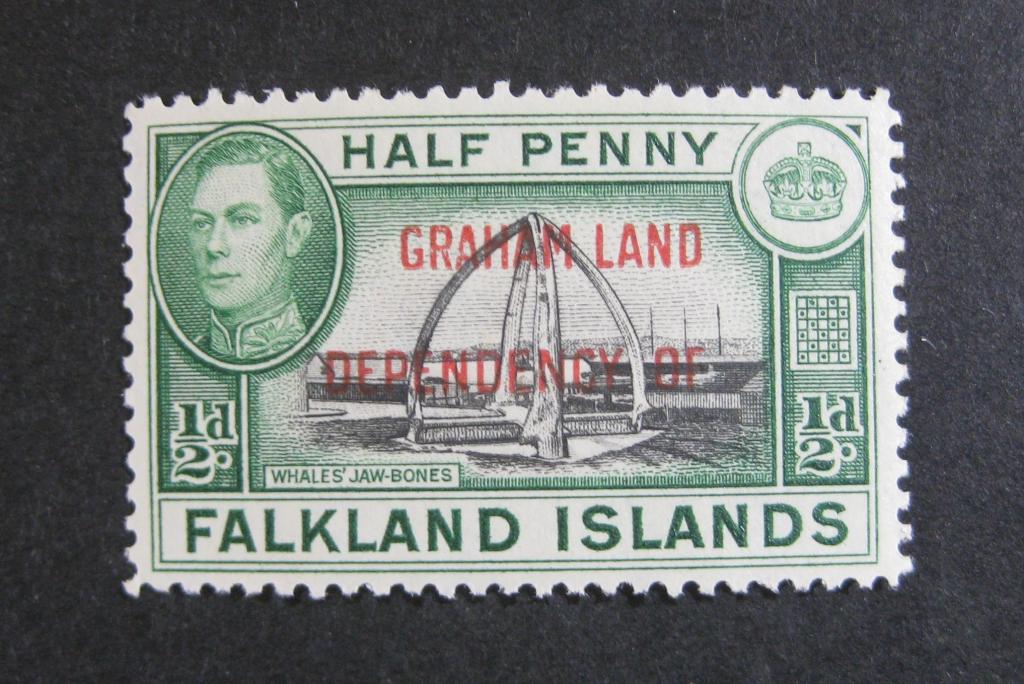 HALF PENNY
GRAHAM LAND
DEPENDENCY OF
½d
½d
WHALES' JAW-BONES
FALKLAND ISLANDS